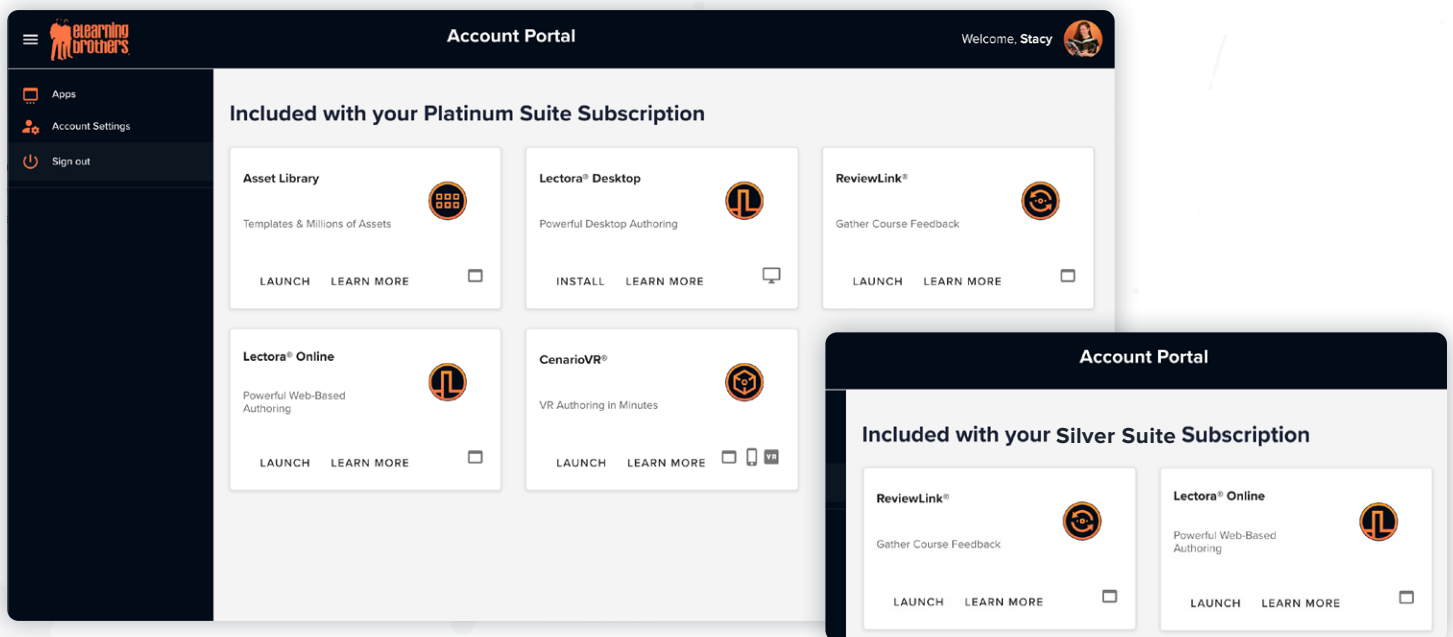 eLearning
brothers.
Account Portal
Welcome, Stacy
Apps
Account Settings
Sign out
Included with your Platinum Suite Subscription
Asset Library
Templates & Millions of Assets
LAUNCH LEARN MORE
Lectora® Desktop
Powerful Desktop Authoring
INSTALL LEARN MORE
ReviewLink®
Gather Course Feedback
LAUNCH LEARN MORE
Lectora® Online
Powerful Web-Based
Authoring
LAUNCH LEARN MORE
CenarioVR®
VR Authoring in Minutes
LAUNCH LEARN MORE
VR
Account Portal
Included with your Silver Suite Subscription
ReviewLink®
Gather Course Feedback
LAUNCH LEARN MORE
Lectora® Online
Powerful Web-Based
Authoring
LAUNCH LEARN MORE